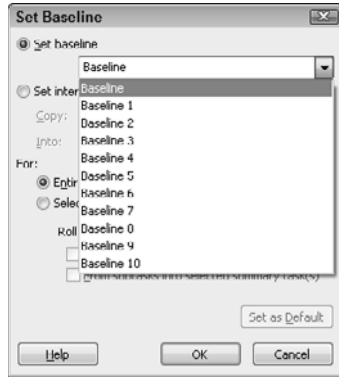 Set Baseline
Set baseline
Baseline
Set inter
Baseline
Copy:
Baseline 1
Baseline 2
Into:
Baseline 3
For:
Baseline 4
Entir
Baseline 5
Baseline 6
Selec
Baseline 7
Roll
Baseline 8
Baseline 9
Baseline 10
From subtasks into selected summary task(s)
Set as Default
Help
OK
Cancel